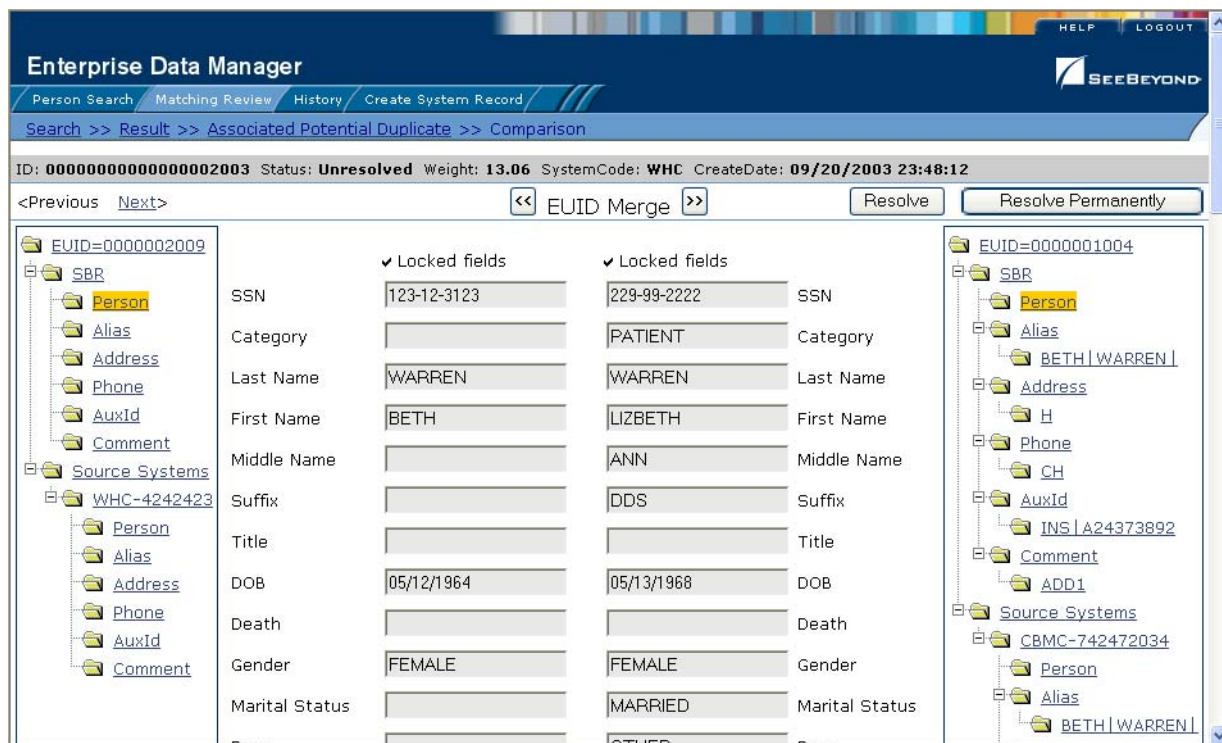 HELP LOGOUT
Enterprise Data Manager
SEEBEYOND
Person Search Matching Review History Create System Record
Search >> Result >> Associated Potential Duplicate >> Comparison
ID: 00000000000000002003 Status: Unresolved Weight: 13.06 SystemCode: WHC CreateDate: 09/20/2003 23:48:12
<Previous Next> << EUID Merge >> Resolve Resolve Permanently
EUID=0000002009
SBR
Person
Alias
Address
Phone
AuxId
Comment
Source Systems
WHC-4242423
Person
Alias
Address
Phone
AuxId
Comment
✓ Locked fields ✓ Locked fields
SSN 123-12-3123 229-99-2222 SSN
Category PATIENT Category
Last Name WARREN WARREN Last Name
First Name BETH LIZBETH First Name
Middle Name ANN Middle Name
Suffix DDS Suffix
Title Title
DOB 05/12/1964 05/13/1968 DOB
Death Death
Gender FEMALE FEMALE Gender
Marital Status MARRIED Marital Status
OTHER
EUID=0000001004
SBR
Person
Alias
BETH|WARREN|
Address
H
Phone
CH
AuxId
INS|A24373892
Comment
ADD1
Source Systems
CBMC-742472034
Person
Alias
BETH|WARREN|